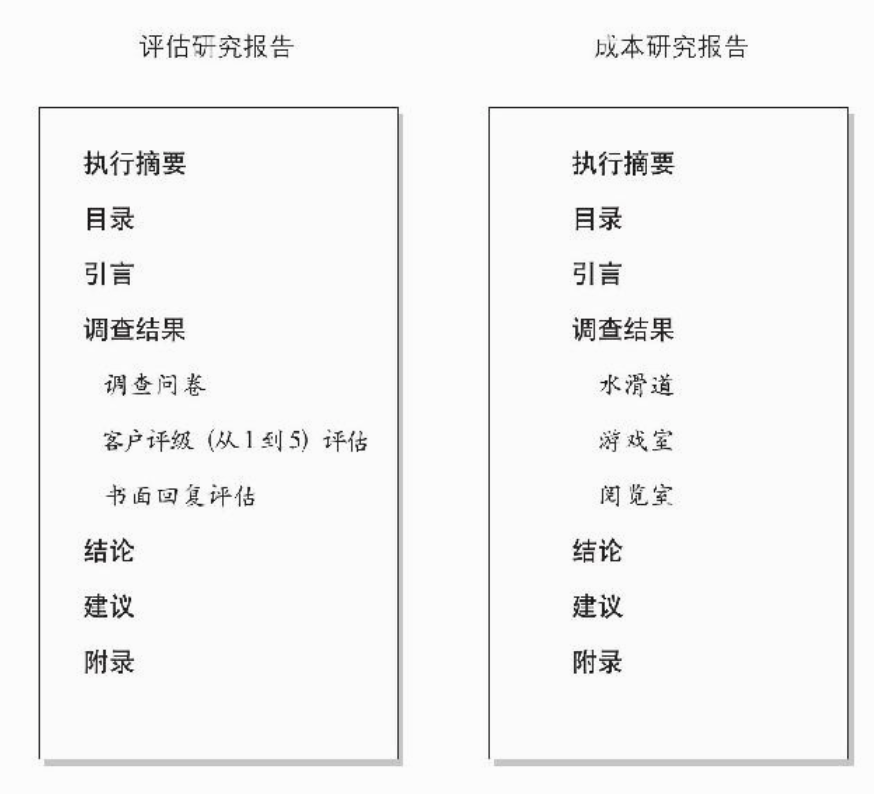 评估研究报告
执行摘要
目录
引言
调查结果
调查问卷
客户评级（从1到5）评估
书面回复评估
结论
建议
附录
成本研究报告
执行摘要
目录
引言
调查结果
水滑道
游戏室
阅览室
结论
建议
附录